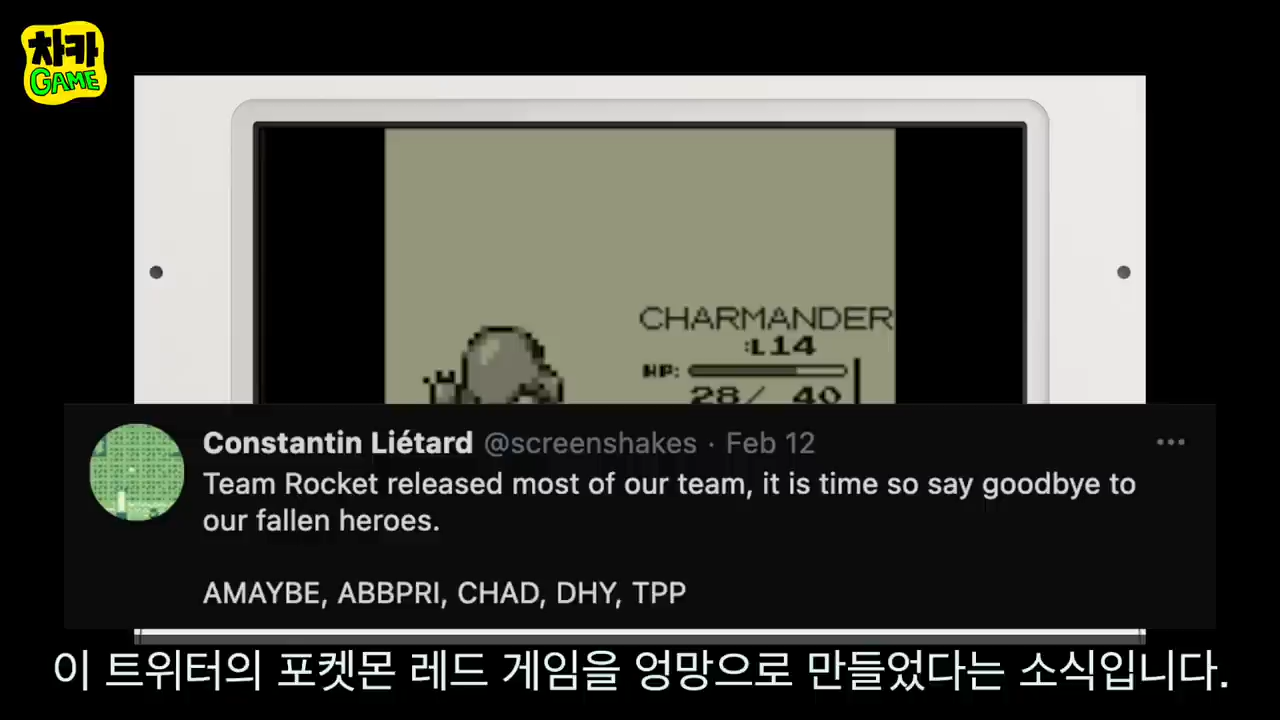 차카
GAME
CHARMANDER
:L14
HP:
28/ 40
Constantin Liétard @screenshakes · Feb 12
Team Rocket released most of our team, it is time so say goodbye to
our fallen heroes.
AMAYBE, ABBPRI, CHAD, DHY, TPP
이 트위터의 포켓몬 레드 게임을 엉망으로 만들었다는 소식입니다.